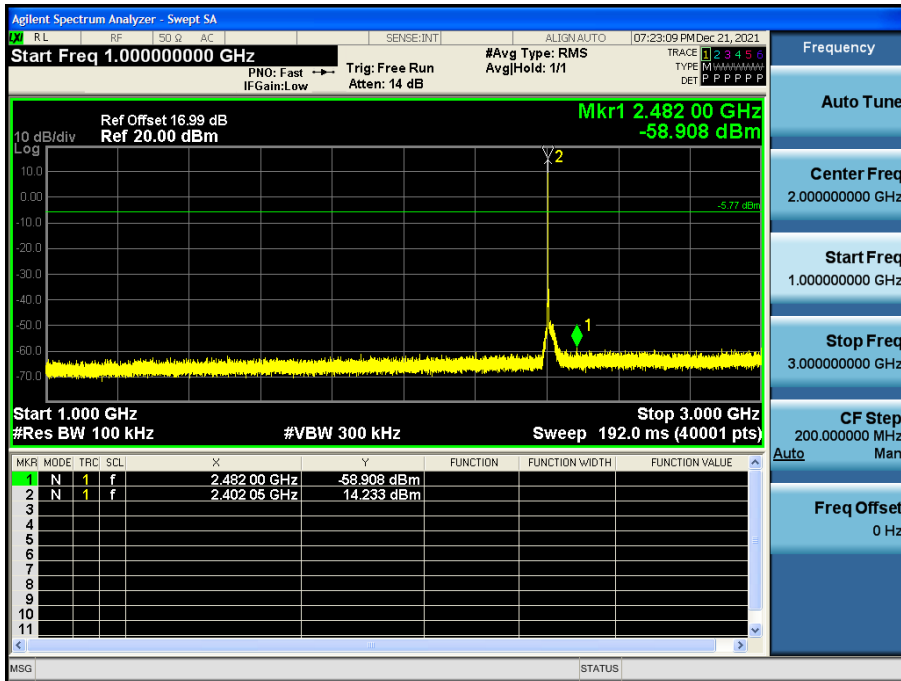 Agilent Spectrum Analyzer - Swept SA
LXI RL RF 50 Ω AC SENSE:INT ALIGNAUTO 07:23:09 PM Dec 21, 2021
Start Freq 1.000000000 GHz
PNO: Fast
IFGain:Low
Trig: Free Run
Atten: 14 dB
#Avg Type: RMS
Avg|Hold: 1/1
TRACE 1 2 3 4 5 6
TYPE M WWWWW
DET P P P P P P
Mkr1 2.482 00 GHz
-58.908 dBm
Ref Offset 16.99 dB
10 dB/div Ref 20.00 dBm
Log
10.0
0.00
-10.0
-20.0
-30.0
-40.0
-50.0
-60.0
-70.0
2
-5.77 dBm
1
Start 1.000 GHz Stop 3.000 GHz
#Res BW 100 kHz #VBW 300 kHz Sweep 192.0 ms (40001 pts)
MKR MODE TRC SCL X Y FUNCTION FUNCTION WIDTH FUNCTION VALUE
1 N 1 f 2.482 00 GHz -58.908 dBm
2 N 1 f 2.402 05 GHz 14.233 dBm
3
4
5
6
7
8
9
10
11
MSG STATUS
Frequency
Auto Tune
Center Freq
2.000000000 GHz
Start Freq
1.000000000 GHz
Stop Freq
3.000000000 GHz
CF Step
200.000000 MHz
Auto Man
Freq Offset
0 Hz